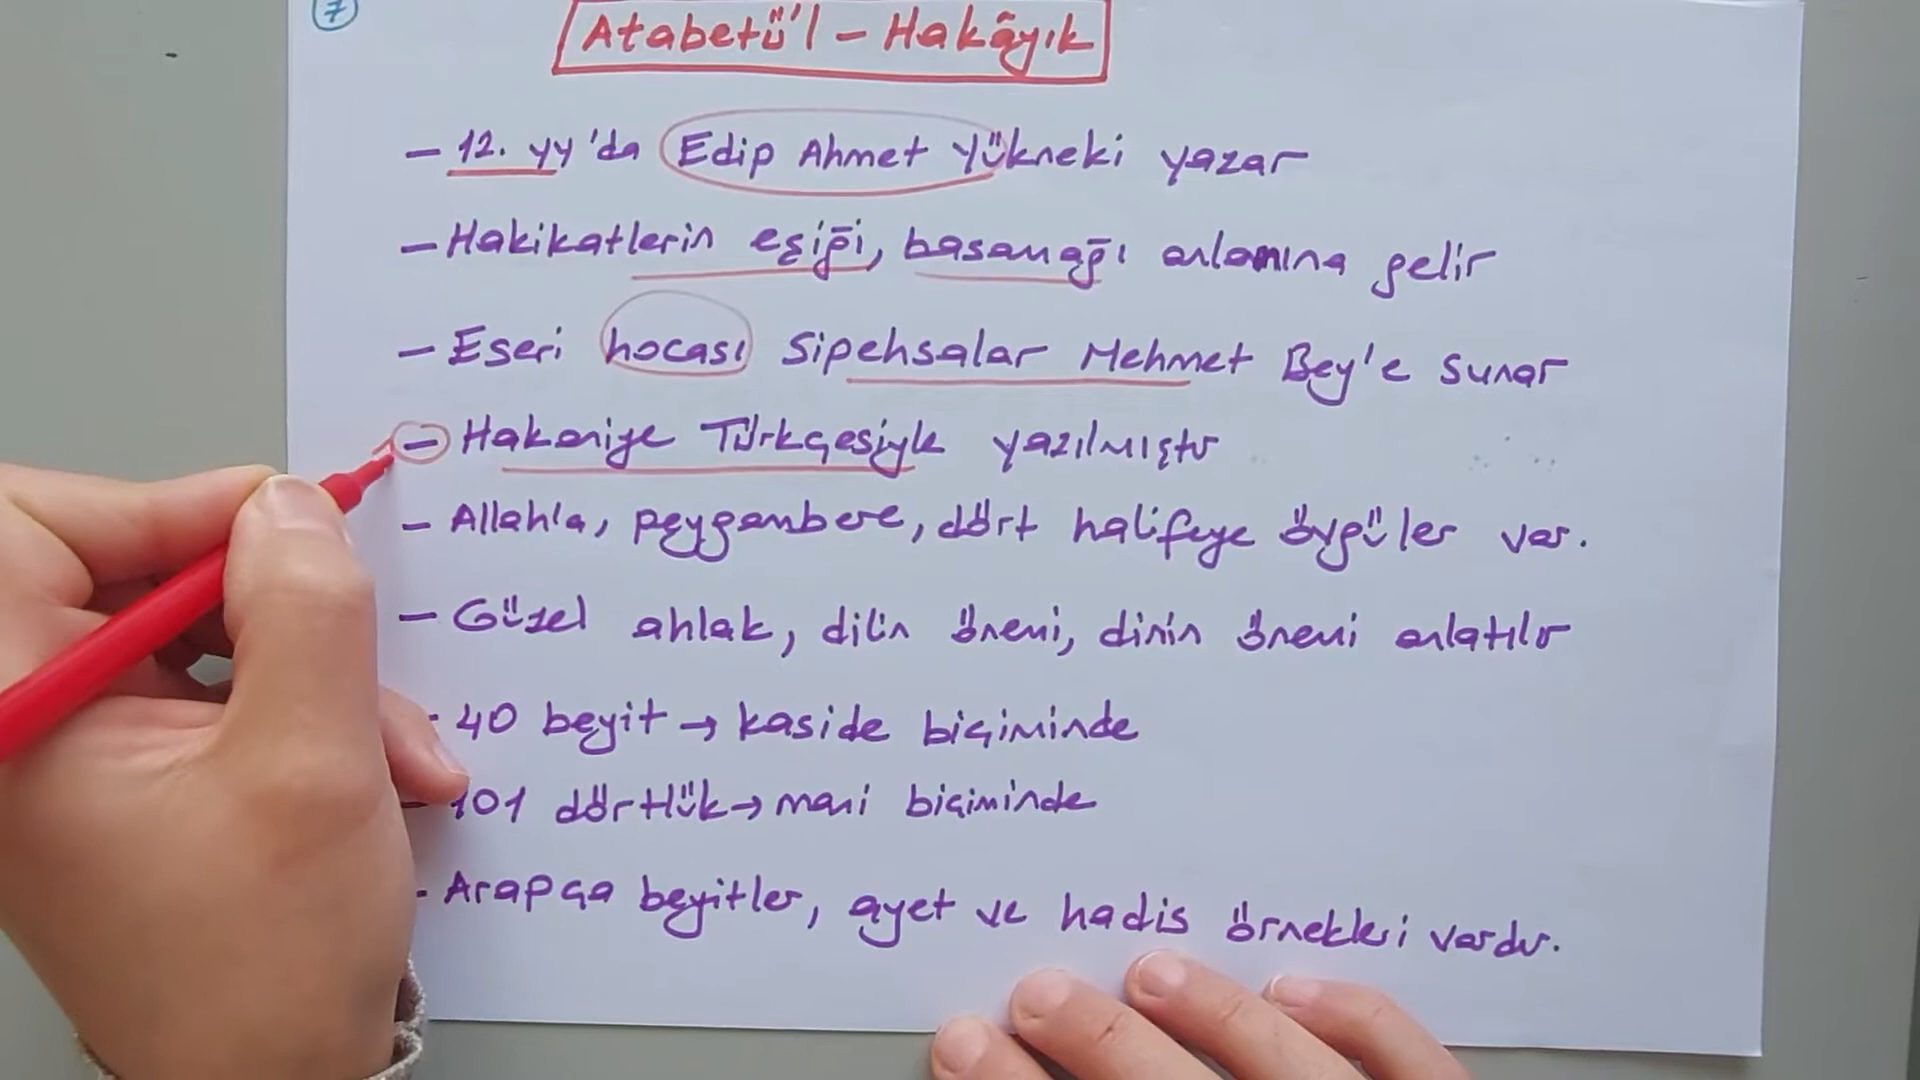 7
Atabetü'l - Hakâyık
- 12. yy'da Edip Ahmet Yükneki yazar
- Hakikatlerin eşiği, basamağı anlamına gelir
- Eseri hocası Sipehsalar Mehmet Bey'e sunar
- Hakaniye Türkçesiyle yazılmıştır
- Allah'a, peygambere, dört halifeye övgüler var.
- Güzel ahlak, dilin önemi, dinin önemi anlatılır
- 40 beyit → kaside biçiminde
- 101 dörtlük → mani biçiminde
- Arapça beyitler, ayet ve hadis örnekleri vardır.